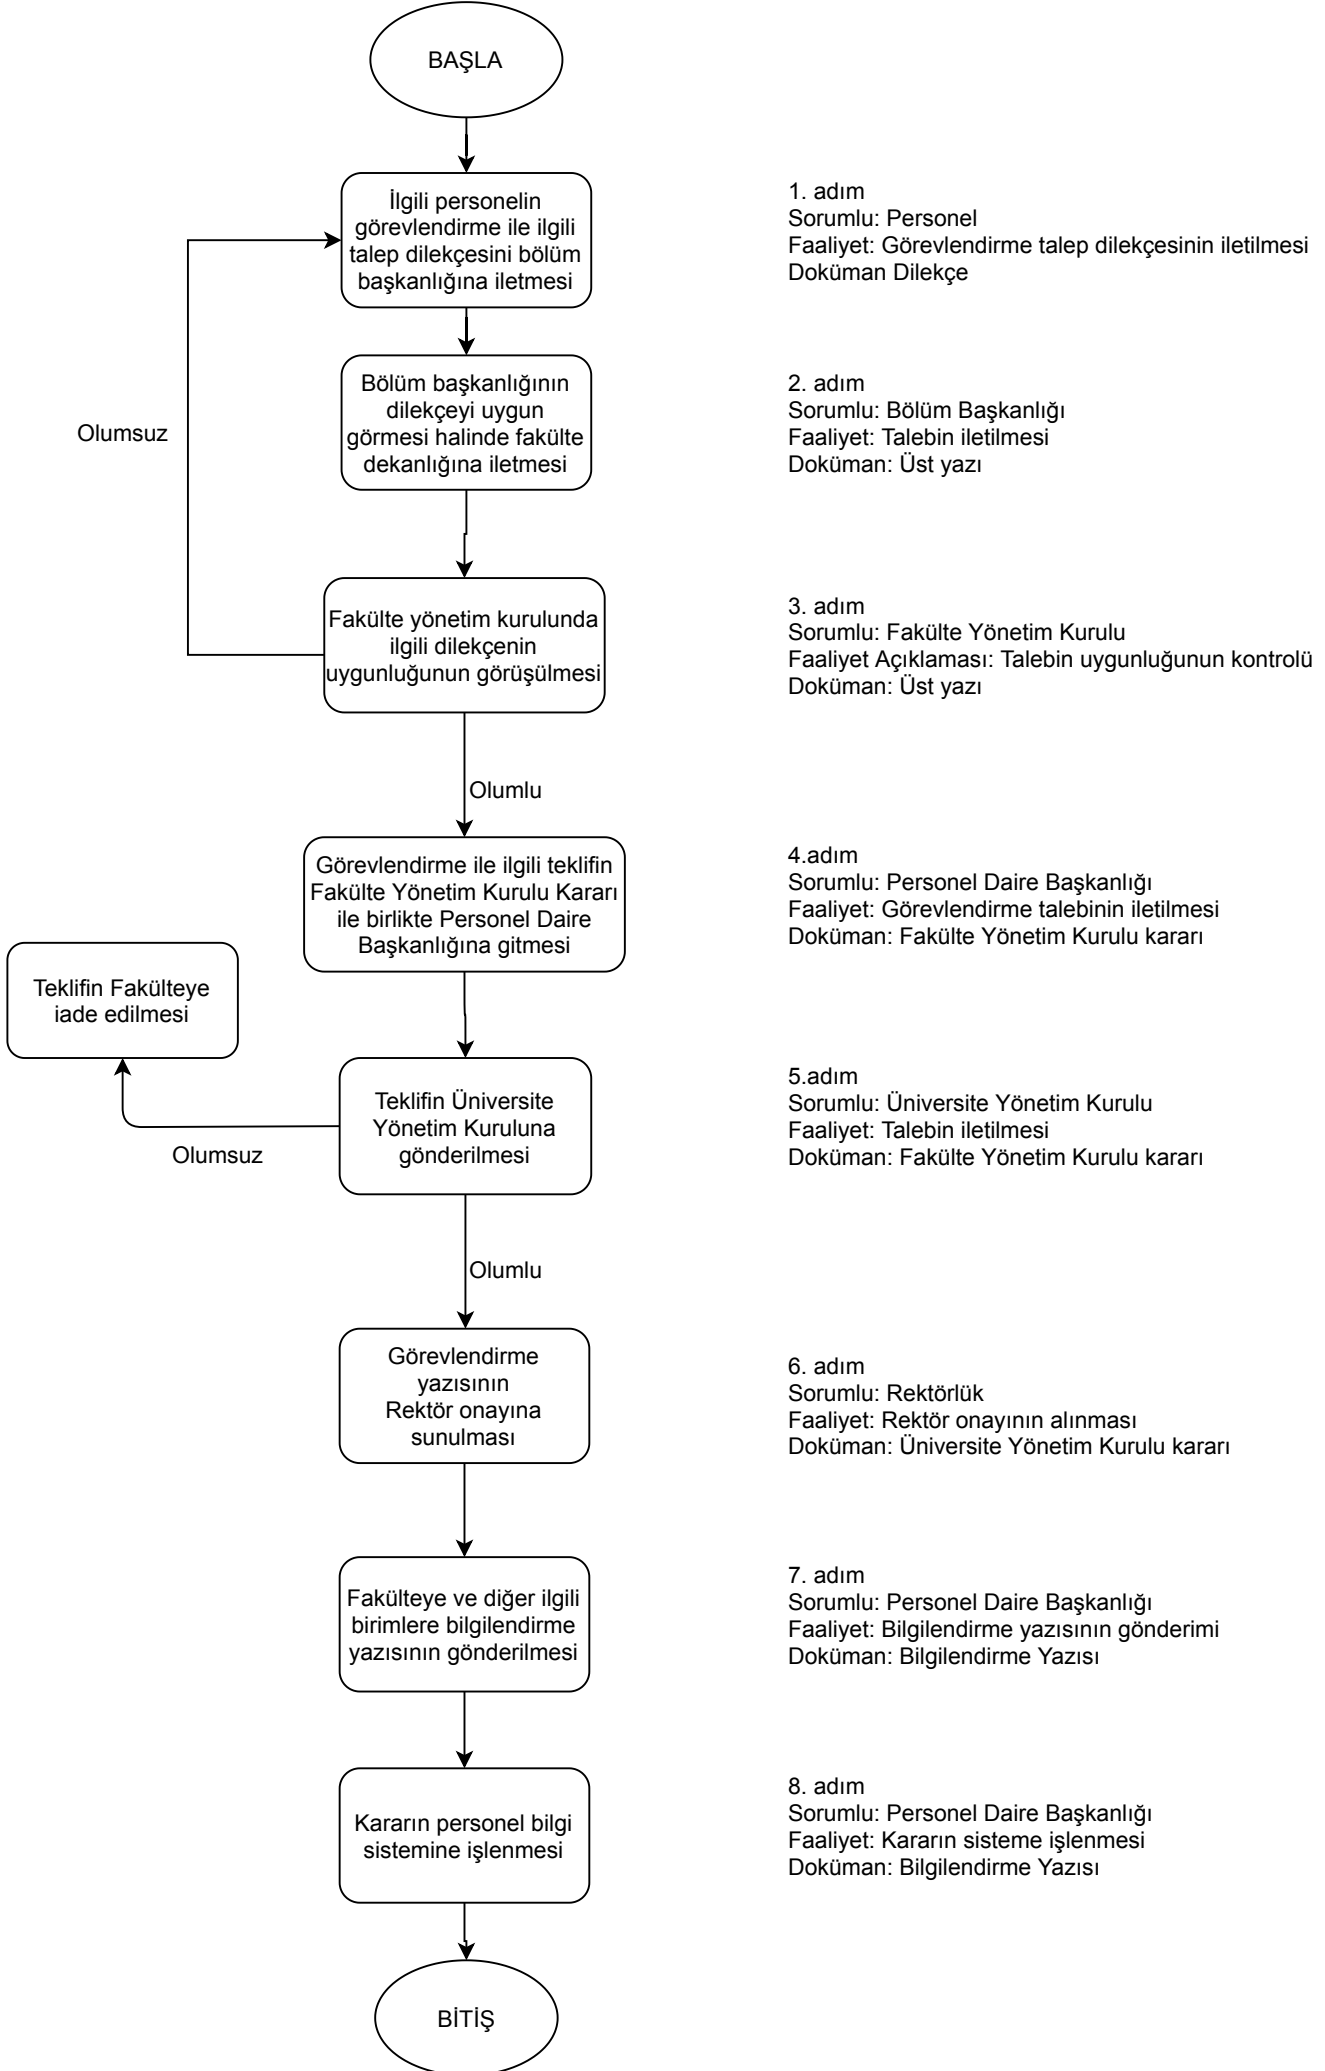 BAŞLA
İlgili personelin
görevlendirme ile ilgili
talep dilekçesini bölüm
başkanlığına iletmesi
1. adım
Sorumlu: Personel
Faaliyet: Görevlendirme talep dilekçesinin iletilmesi
Doküman Dilekçe
Bölüm başkanlığının
dilekçeyi uygun
görmesi halinde fakülte
dekanlığına iletmesi
2. adım
Sorumlu: Bölüm Başkanlığı
Faaliyet: Talebin iletilmesi
Doküman: Üst yazı
Olumsuz
Fakülte yönetim kurulunda
ilgili dilekçenin
uygunluğunun görüşülmesi
3. adım
Sorumlu: Fakülte Yönetim Kurulu
Faaliyet Açıklaması: Talebin uygunluğunun kontrolü
Doküman: Üst yazı
Olumlu
Görevlendirme ile ilgili teklifin
Fakülte Yönetim Kurulu Kararı
ile birlikte Personel Daire
Başkanlığına gitmesi
4.adım
Sorumlu: Personel Daire Başkanlığı
Faaliyet: Görevlendirme talebinin iletilmesi
Doküman: Fakülte Yönetim Kurulu kararı
Teklifin Fakülteye
iade edilmesi
Teklifin Üniversite
Yönetim Kuruluna
gönderilmesi
5.adım
Sorumlu: Üniversite Yönetim Kurulu
Faaliyet: Talebin iletilmesi
Doküman: Fakülte Yönetim Kurulu kararı
Olumsuz
Olumlu
Görevlendirme
yazısının
Rektör onayına
sunulması
6. adım
Sorumlu: Rektörlük
Faaliyet: Rektör onayının alınması
Doküman: Üniversite Yönetim Kurulu kararı
Fakülteye ve diğer ilgili
birimlere bilgilendirme
yazısının gönderilmesi
7. adım
Sorumlu: Personel Daire Başkanlığı
Faaliyet: Bilgilendirme yazısının gönderimi
Doküman: Bilgilendirme Yazısı
Kararın personel bilgi
sistemine işlenmesi
8. adım
Sorumlu: Personel Daire Başkanlığı
Faaliyet: Kararın sisteme işlenmesi
Doküman: Bilgilendirme Yazısı
BİTİŞ